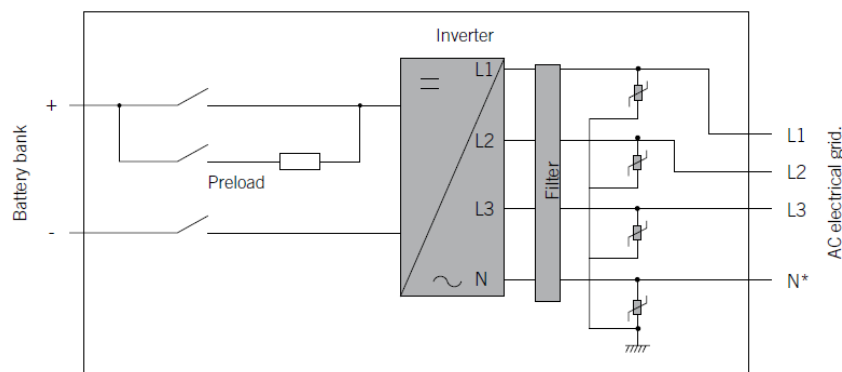 Inverter
Battery bank
+
-
Preload
L1
L2
L3
N
Filter
L1
L2
L3
N*
AC electrical grid.